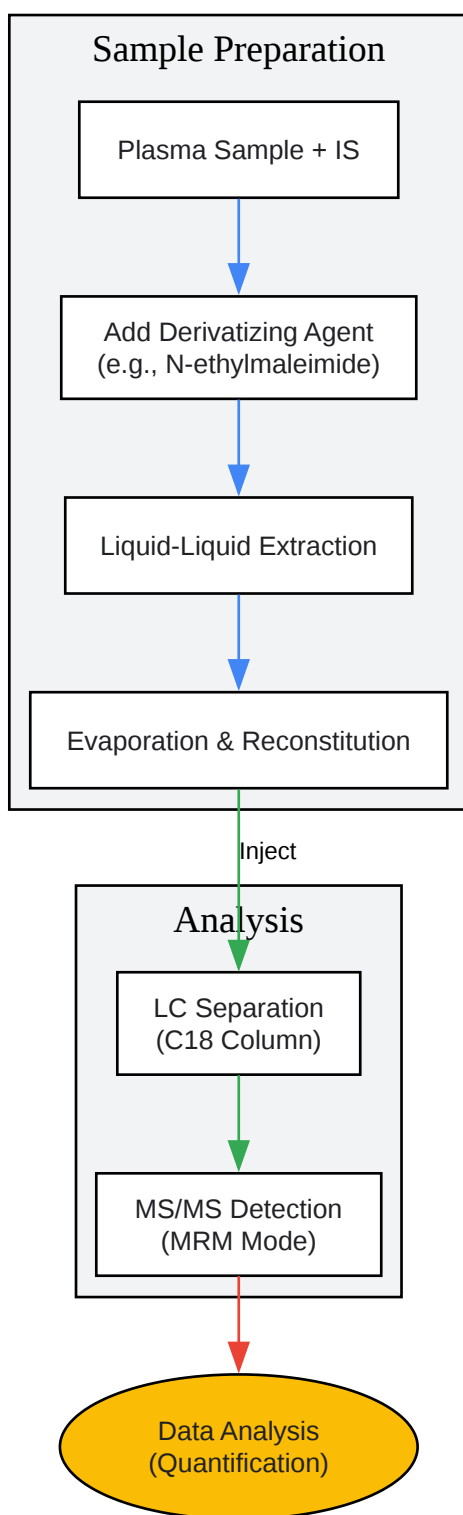 Sample Preparation
Plasma Sample + IS
Add Derivatizing Agent
(e.g., N-ethylmaleimide)
Liquid-Liquid Extraction
Evaporation & Reconstitution
Inject
Analysis
LC Separation
(C18 Column)
MS/MS Detection
(MRM Mode)
Data Analysis
(Quantification)